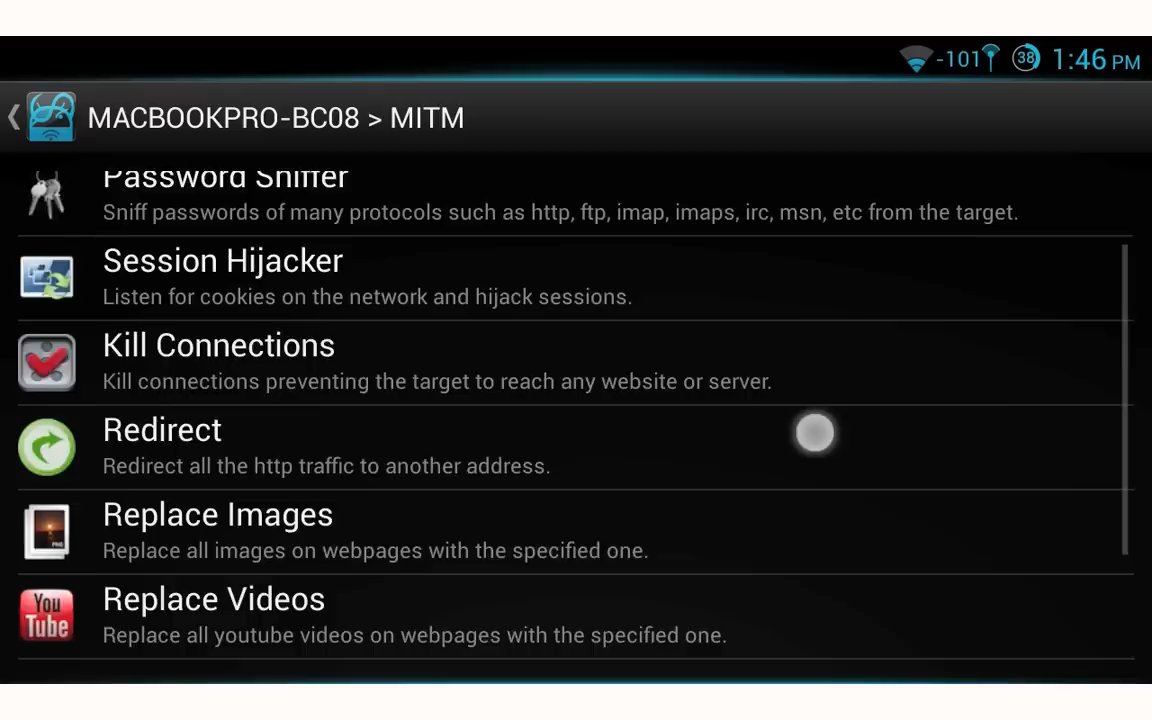 -101 38 1:46 PM
MACBOOKPRO-BC08 > MITM
Password Sniffer
Sniff passwords of many protocols such as http, ftp, imap, imaps, irc, msn, etc from the target.
Session Hijacker
Listen for cookies on the network and hijack sessions.
Kill Connections
Kill connections preventing the target to reach any website or server.
Redirect
Redirect all the http traffic to another address.
Replace Images
Replace all images on webpages with the specified one.
You
Tube
Replace Videos
Replace all youtube videos on webpages with the specified one.